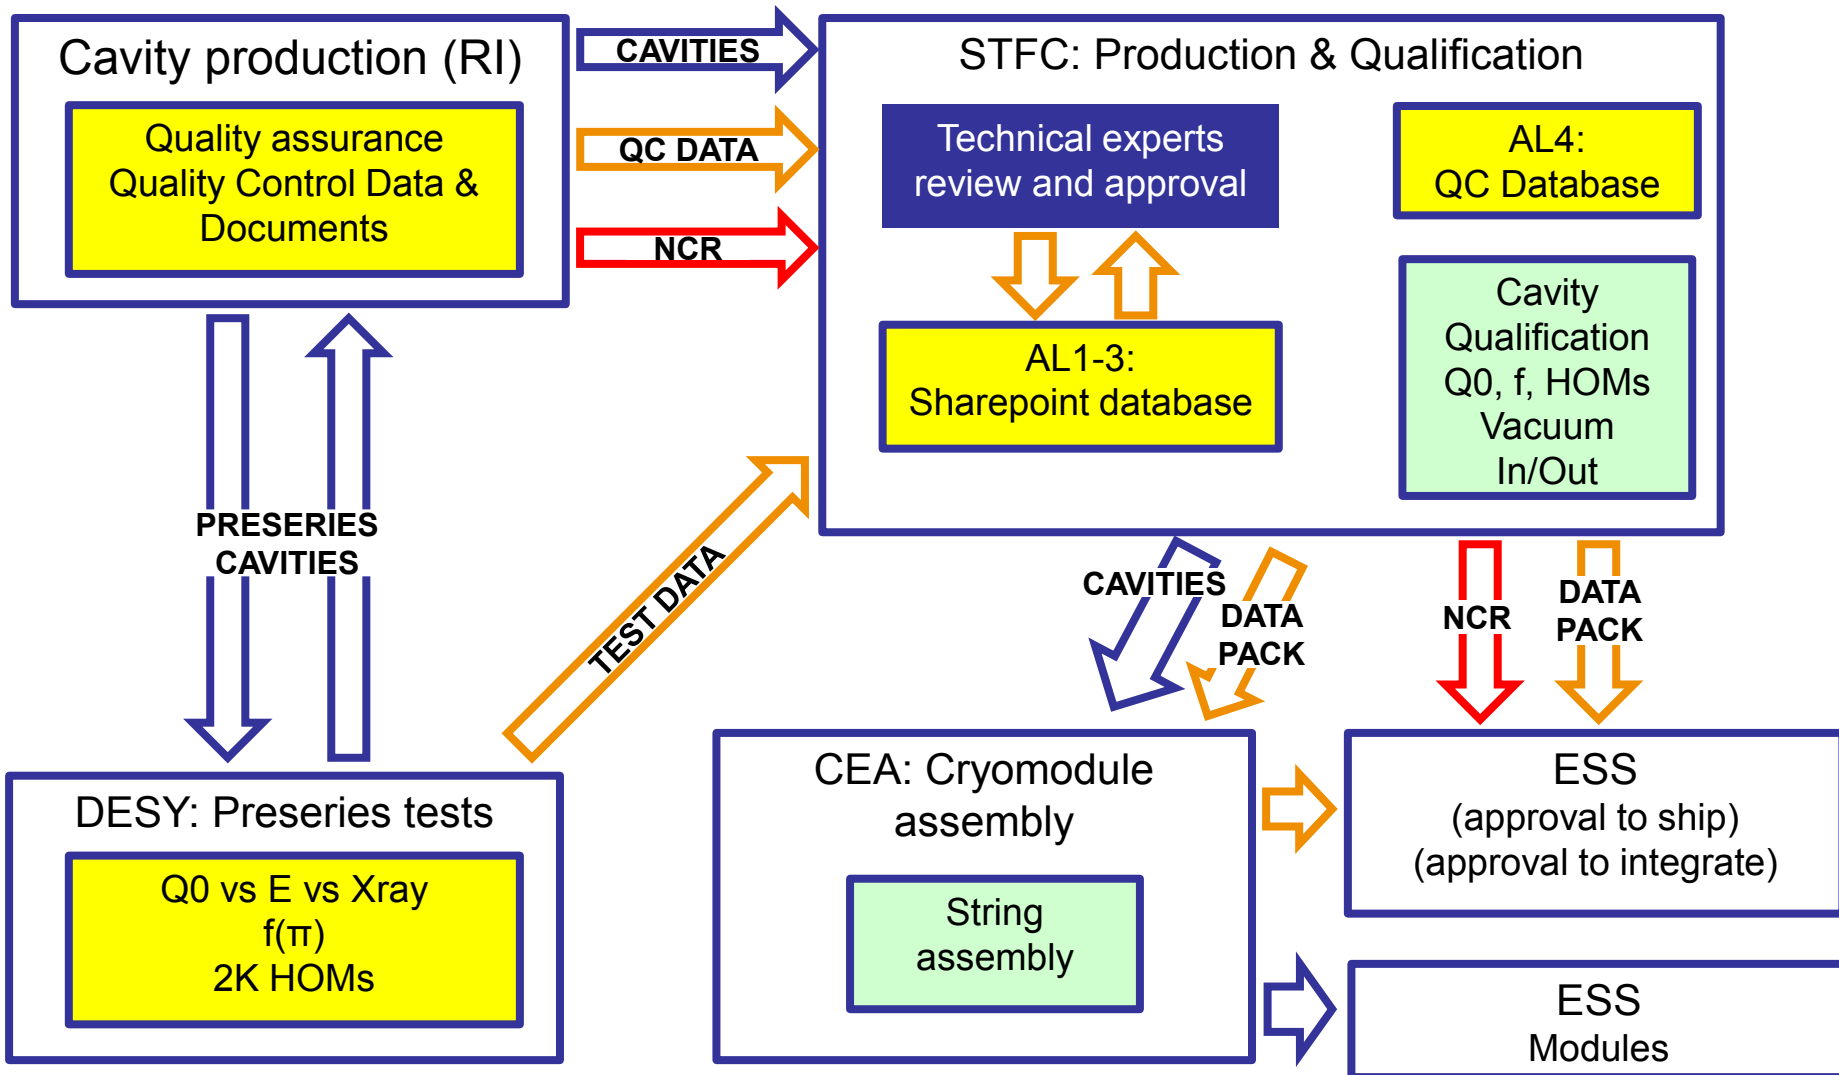 Cavity production (RI)
Quality assurance
Quality Control Data &
Documents
CAVITIES
QC DATA
NCR
STFC: Production & Qualification
Technical experts
review and approval
AL4:
QC Database
AL1-3:
Sharepoint database
Cavity
Qualification
Q0, f, HOMs
Vacuum
In/Out
PRESERIES
CAVITIES
TEST DATA
CAVITIES
DATA
PACK
NCR
DATA
PACK
DESY: Preseries tests
Q0 vs E vs Xray
f(π)
2K HOMs
CEA: Cryomodule
assembly
String
assembly
ESS
(approval to ship)
(approval to integrate)
ESS
Modules